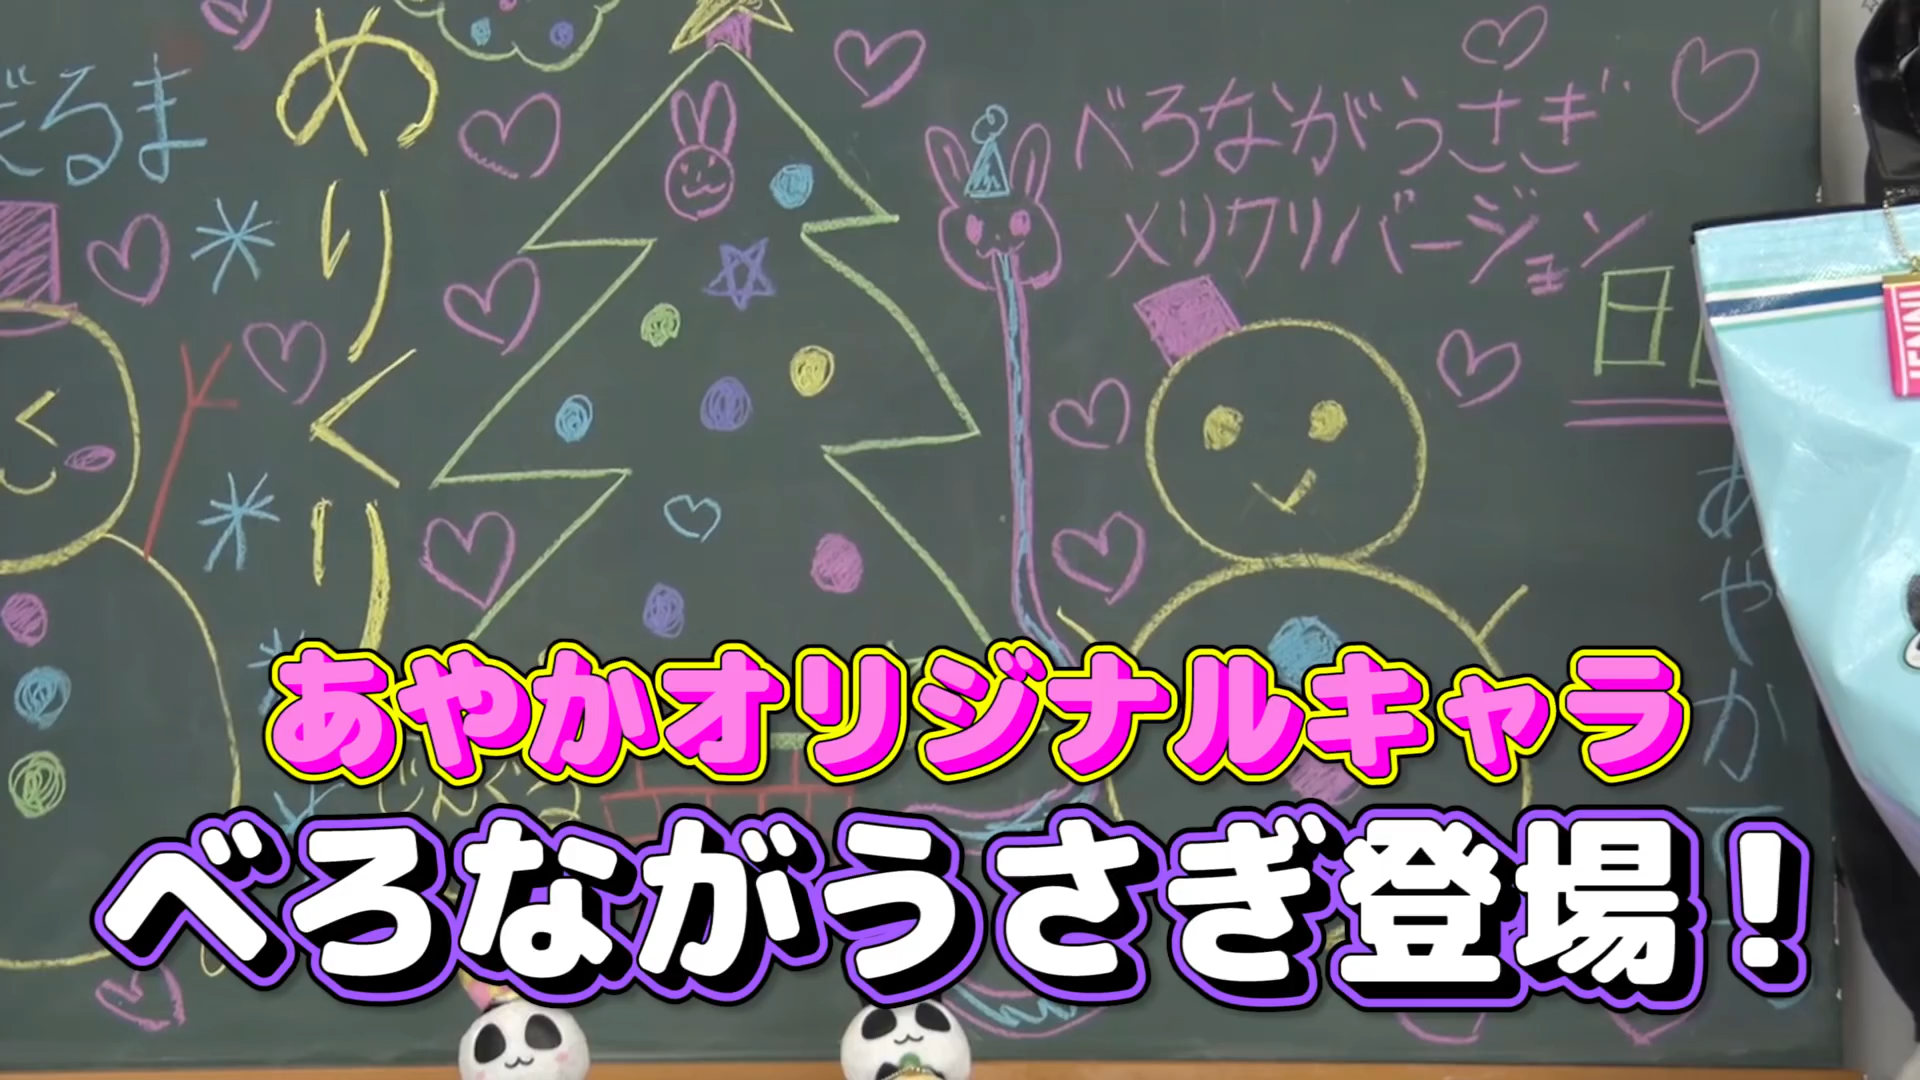 だるま
めりくり
べろながうさぎ
メリクリバージョン
日
あやか
あやかオリジナルキャラ
べろながうさぎ登場！